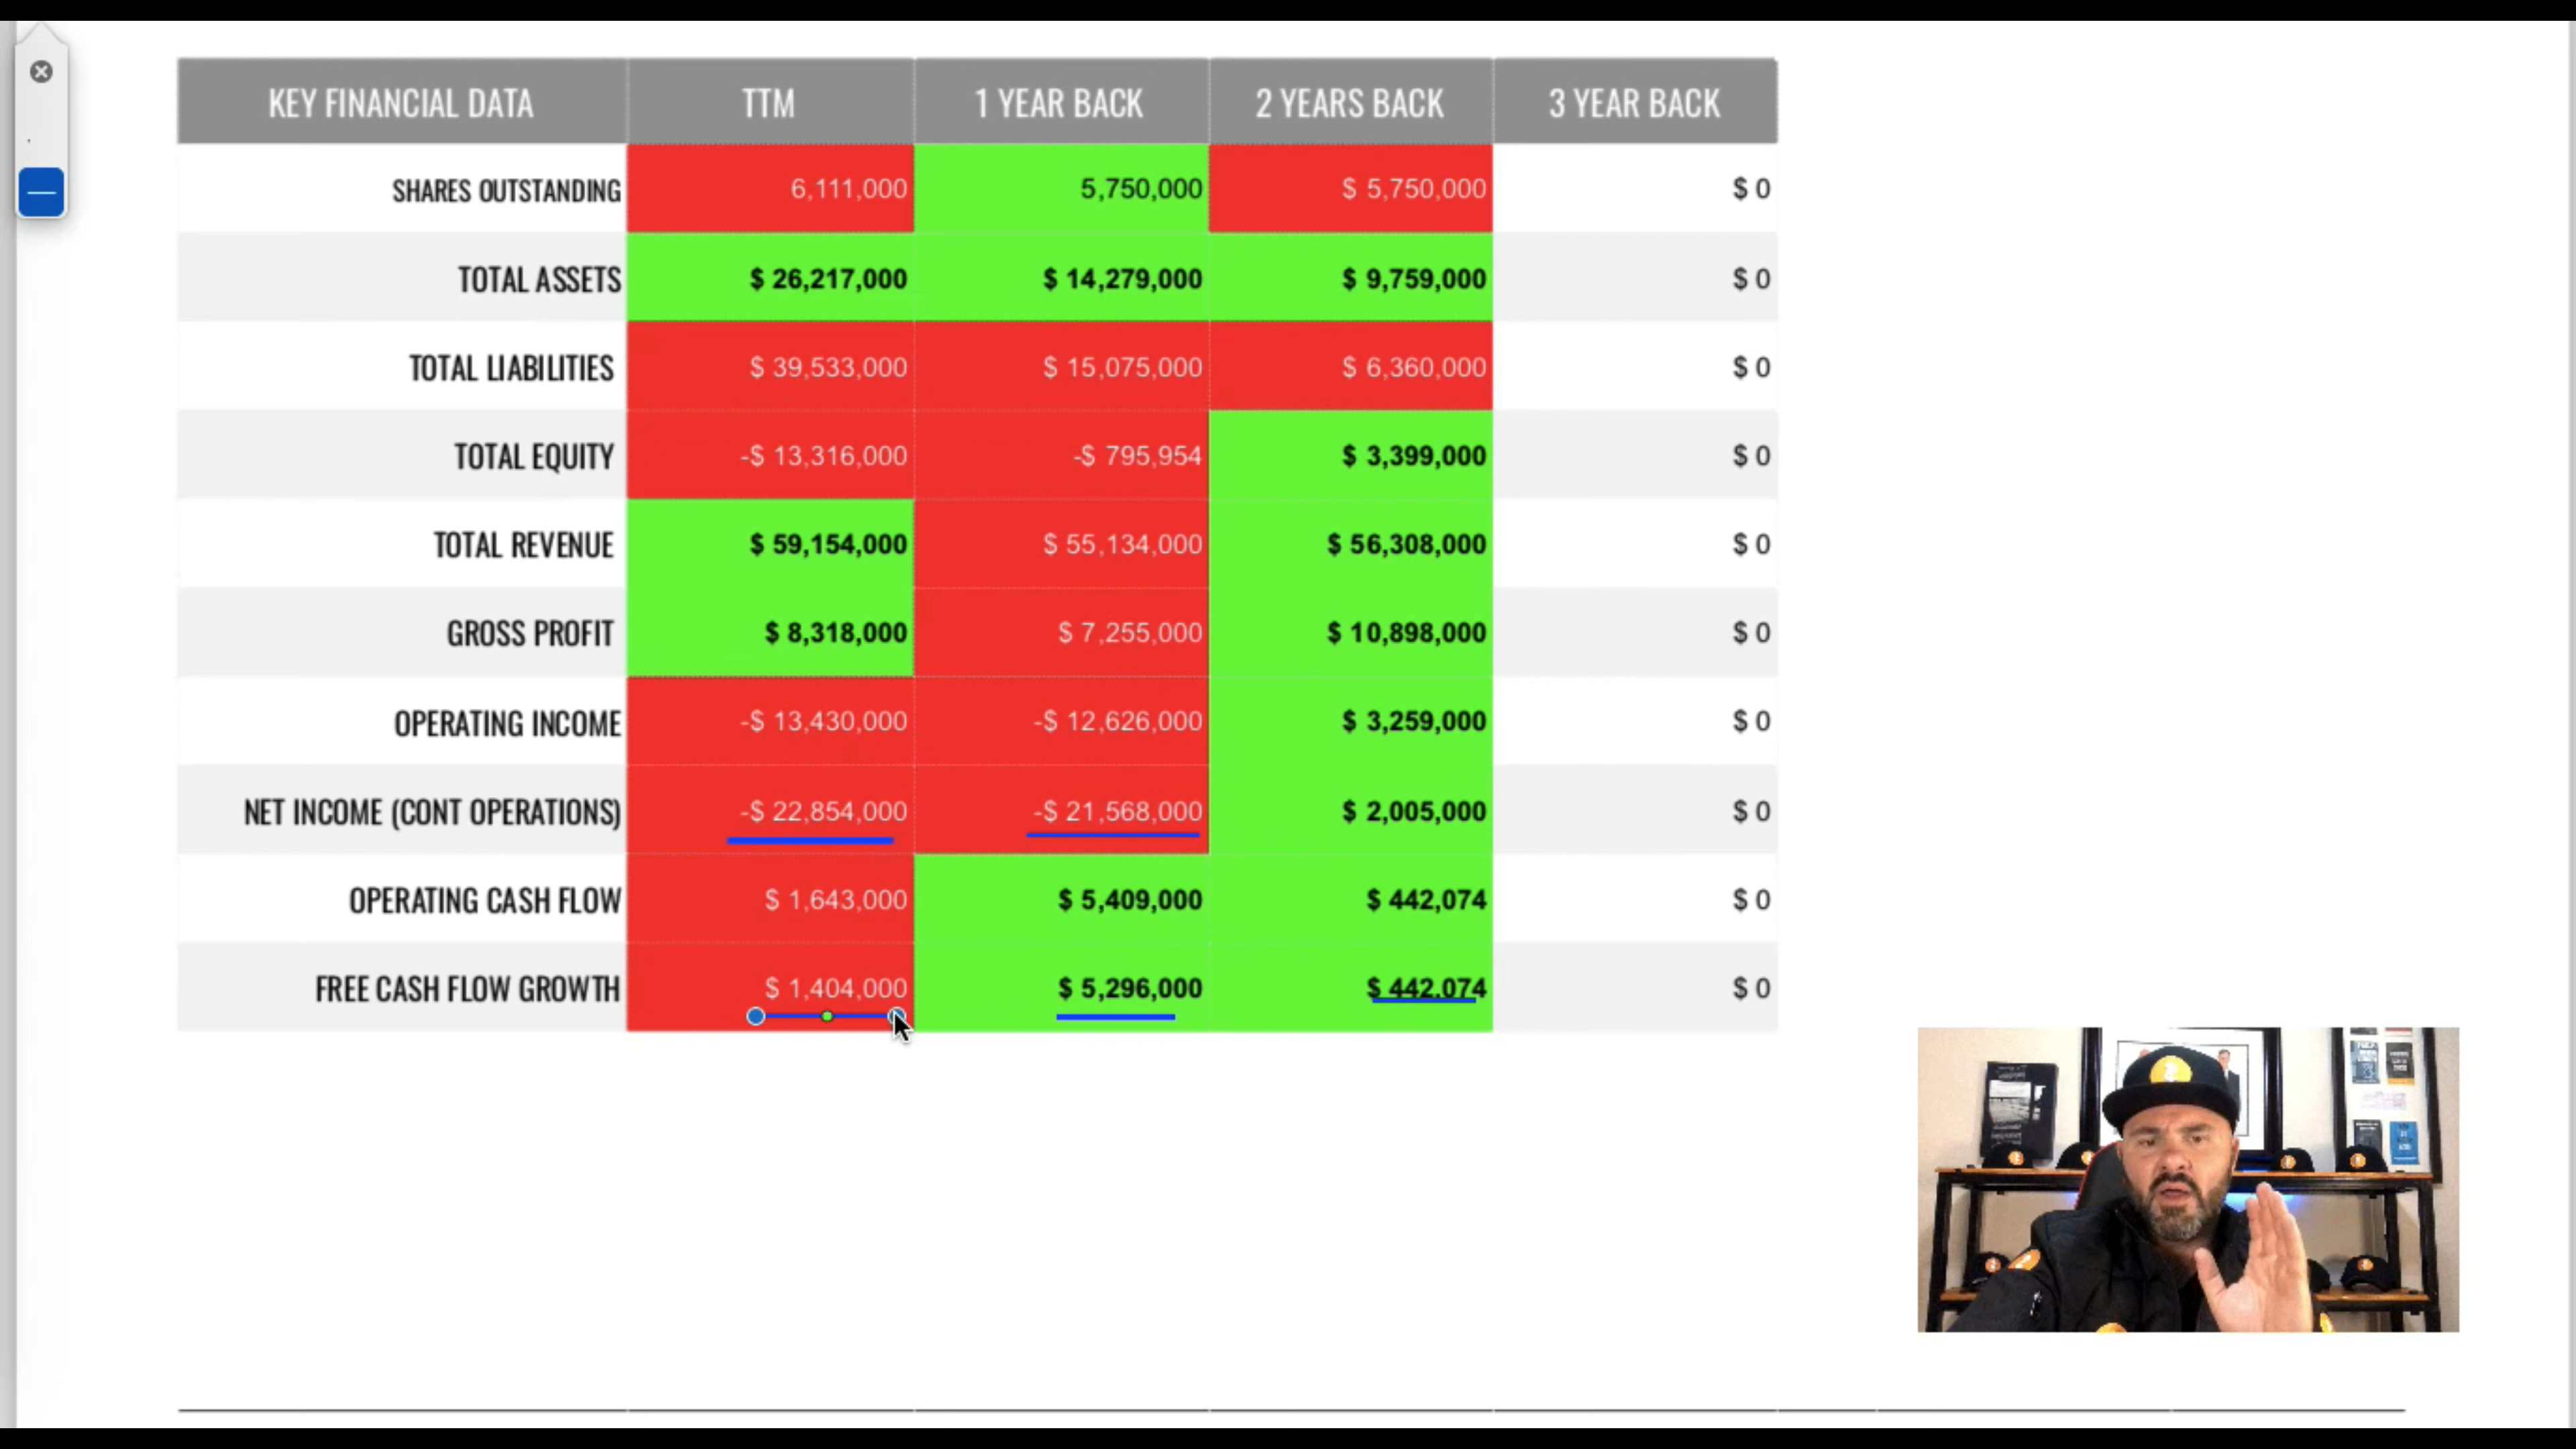 KEY FINANCIAL DATA TTM 1 YEAR BACK 2 YEARS BACK 3 YEAR BACK
SHARES OUTSTANDING 6,111,000 5,750,000 $ 5,750,000 $ 0
TOTAL ASSETS $ 26,217,000 $ 14,279,000 $ 9,759,000 $ 0
TOTAL LIABILITIES $ 39,533,000 $ 15,075,000 $ 6,360,000 $ 0
TOTAL EQUITY -$ 13,316,000 -$ 795,954 $ 3,399,000 $ 0
TOTAL REVENUE $ 59,154,000 $ 55,134,000 $ 56,308,000 $ 0
GROSS PROFIT $ 8,318,000 $ 7,255,000 $ 10,898,000 $ 0
OPERATING INCOME -$ 13,430,000 -$ 12,626,000 $ 3,259,000 $ 0
NET INCOME (CONT OPERATIONS) -$ 22,854,000 -$ 21,568,000 $ 2,005,000 $ 0
OPERATING CASH FLOW $ 1,643,000 $ 5,409,000 $ 442,074 $ 0
FREE CASH FLOW GROWTH $ 1,404,000 $ 5,296,000 $ 442,074 $ 0